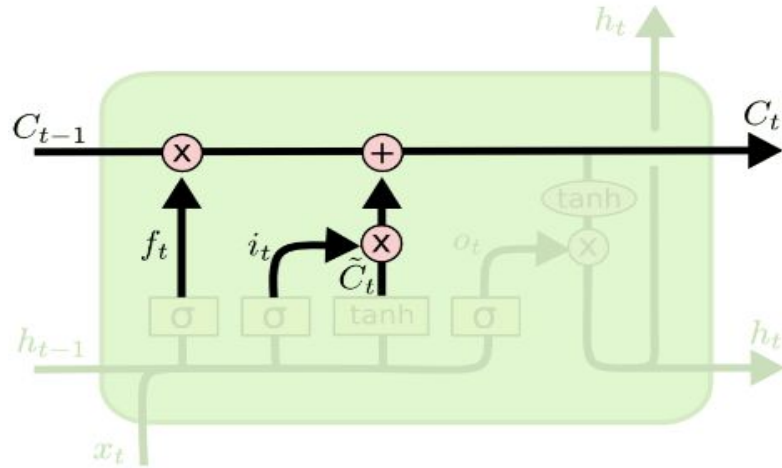 h_t
C_{t-1} × + C_t
tanh
f_t i_t × o_t ×
C̃_t
σ σ tanh σ
h_{t-1} h_t
x_t